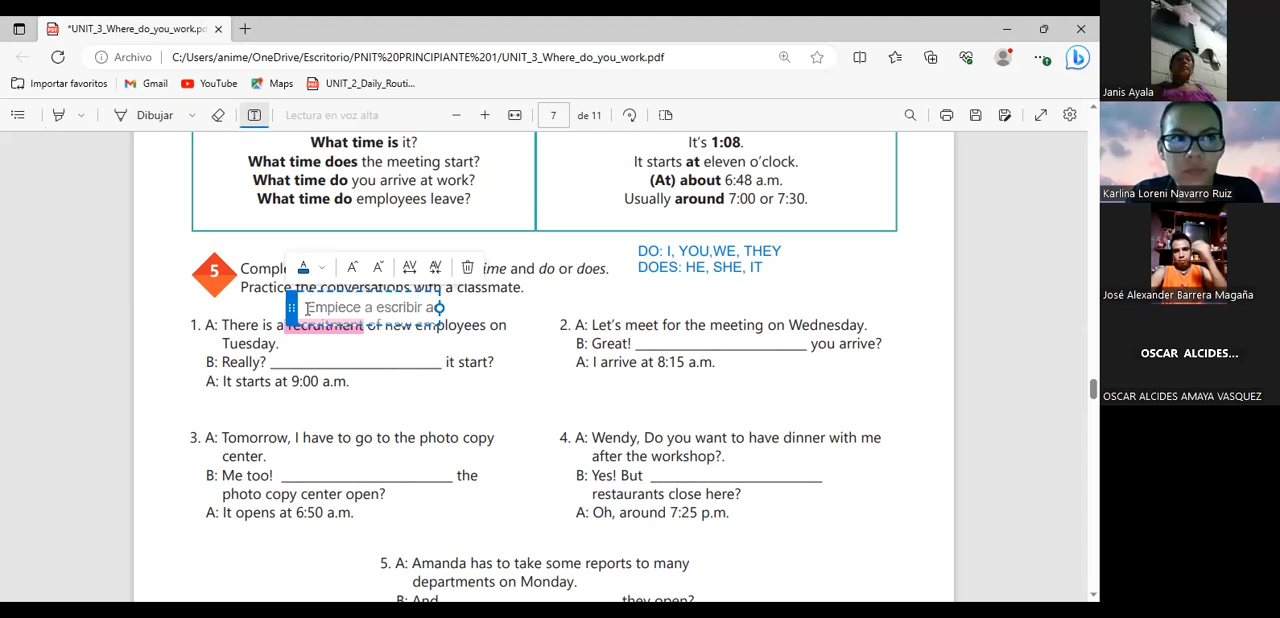 *UNIT_3_Where_do_you_work.pd
Archivo
C:/Users/anime/OneDrive/Escritorio/PNIT%20PRINCIPIANTE%201/UNIT_3_Where_do_you_work.pdf
Importar favoritos
Gmail
YouTube
Maps
UNIT_2_Daily_Routi...
Dibujar
Lectura en voz alta
7
de 11
What time is it?
What time does the meeting start?
What time do you arrive at work?
What time do employees leave?
It's 1:08.
It starts at eleven o'clock.
(At) about 6:48 a.m.
Usually around 7:00 or 7:30.
DO: I, YOU,WE, THEY
DOES: HE, SHE, IT
5
Comple
ime and do or does.
Practice the conversations with a classmate.
Empiece a escribir a
1. A: There is a recruitment of new employees on
Tuesday.
B: Really? ____________________ it start?
A: It starts at 9:00 a.m.
2. A: Let's meet for the meeting on Wednesday.
B: Great! ____________________ you arrive?
A: I arrive at 8:15 a.m.
3. A: Tomorrow, I have to go to the photo copy
center.
B: Me too! ____________________ the
photo copy center open?
A: It opens at 6:50 a.m.
4. A: Wendy, Do you want to have dinner with me
after the workshop?.
B: Yes! But ____________________
restaurants close here?
A: Oh, around 7:25 p.m.
5. A: Amanda has to take some reports to many
departments on Monday.
B: And ____________________ they open?
Janis Ayala
Karlina Loreni Navarro Ruiz
José Alexander Barrera Magaña
OSCAR ALCIDES...
OSCAR ALCIDES AMAYA VASQUEZ